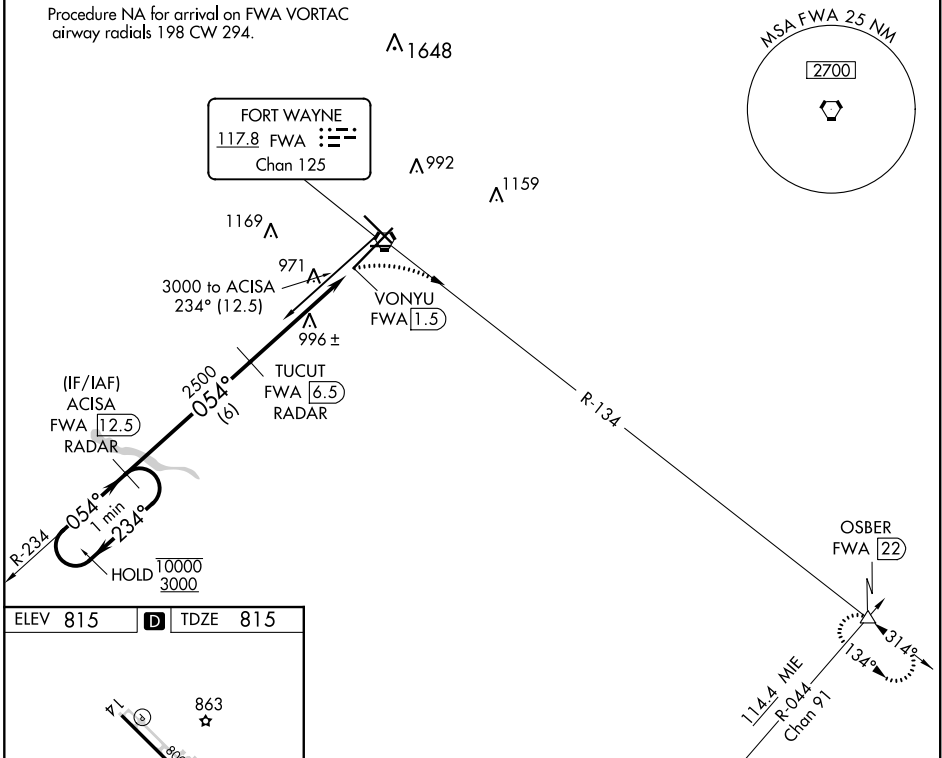 Procedure NA for arrival on FWA VORTAC
airway radials 198 CW 294.
1648
MSA FWA 25 NM
2700
FORT WAYNE
117.8 FWA
Chan 125
992
1159
1169
971
3000 to ACISA
234° (12.5)
VONYU
FWA 1.5
996 ±
TUCUT
FWA 6.5
RADAR
2500
054°
(6)
(IF/IAF)
ACISA
FWA 12.5
RADAR
R-134
054°
1 min
234°
R-234
HOLD 10000
3000
OSBER
FWA 22
314°
134°
114.4 MIE
R-044
Chan 91
ELEV 815 D TDZE 815
14
P
863